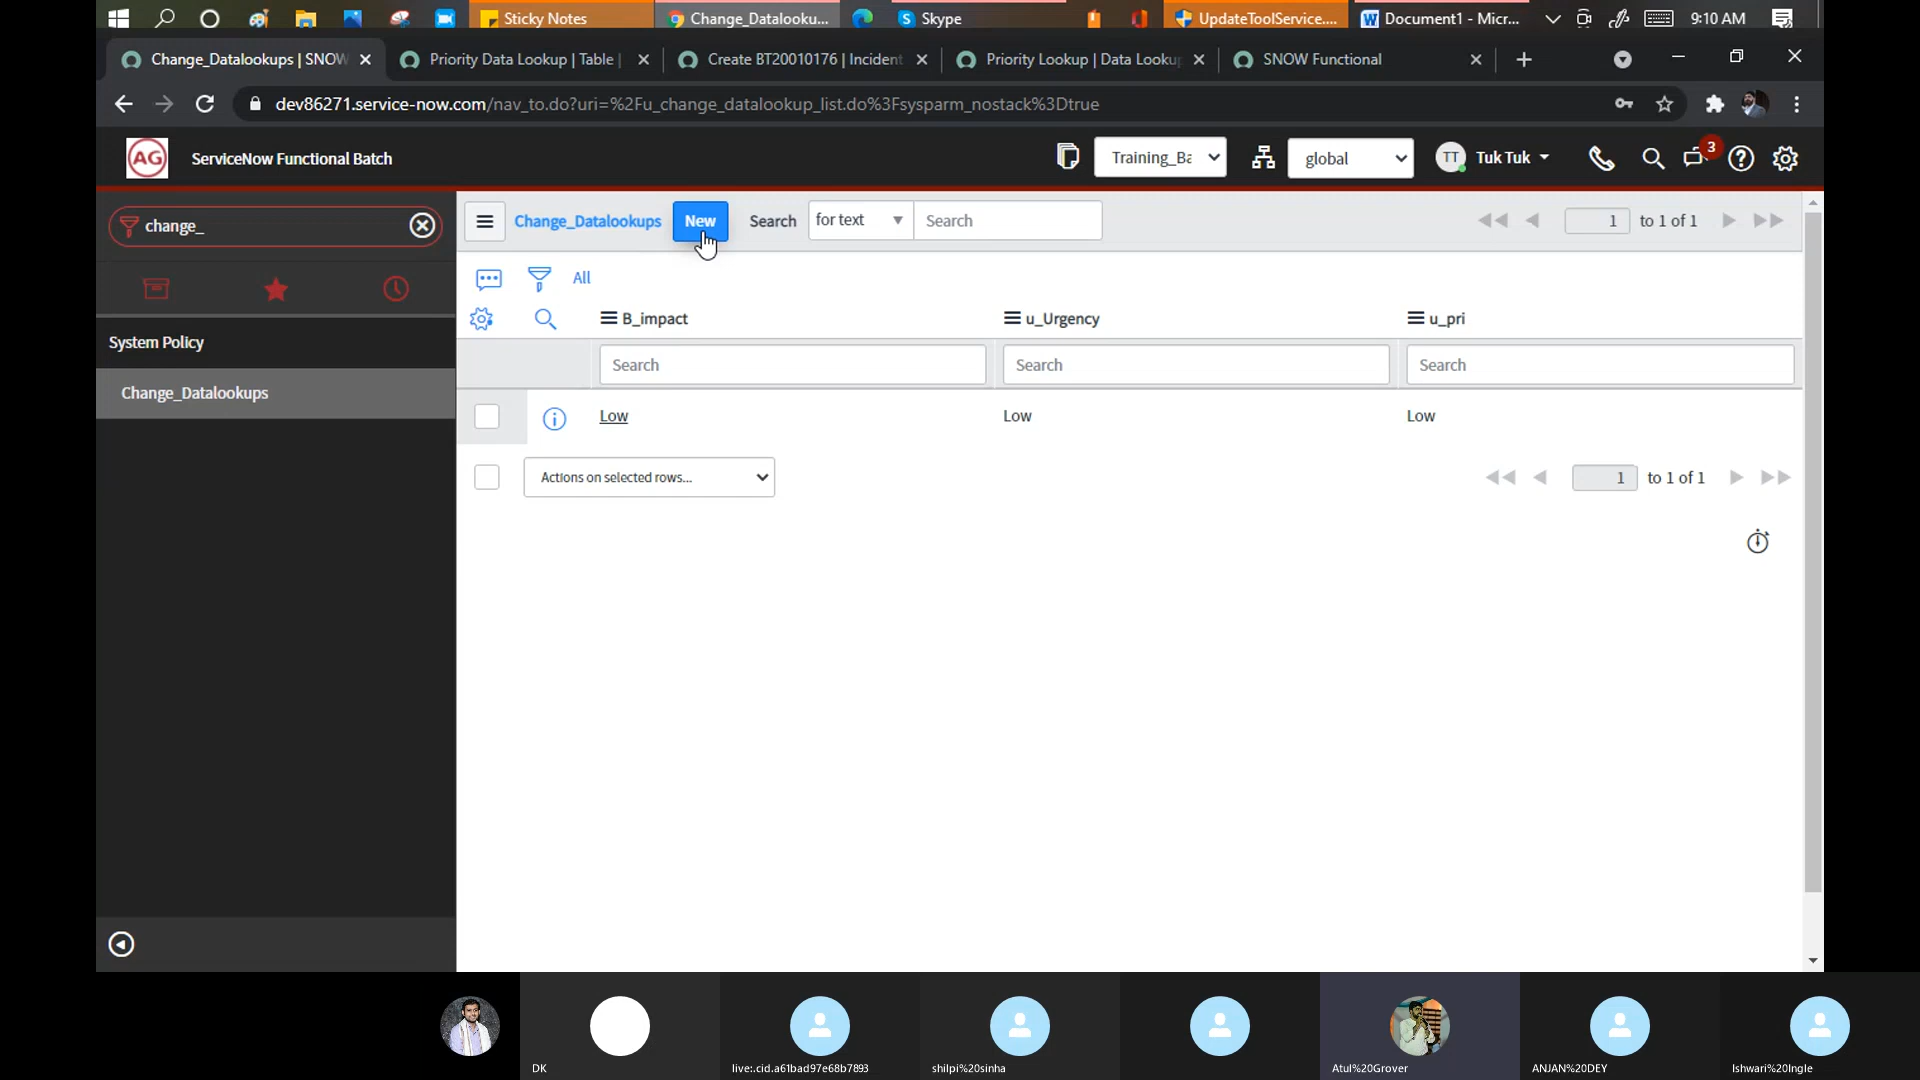 Sticky Notes
Change_Datalooku...
Skype
UpdateToolService....
Document1 - Micr...
9:10 AM
Change_Datalookups | SNOW
Priority Data Lookup | Table |
Create BT20010176 | Incident
Priority Lookup | Data Looku
SNOW Functional
dev86271.service-now.com/nav_to.do?uri=%2Fu_change_datalookup_list.do%3Fsysparm_nostack%3Dtrue
AG
ServiceNow Functional Batch
Training_Ba
global
TT
Tuk Tuk
3
change_
Change_Datalookups
New
Search
for text
Search
1
to 1 of 1
All
System Policy
Change_Datalookups
B_impact
u_Urgency
u_pri
Search
Search
Search
Low
Low
Low
Actions on selected rows...
1
to 1 of 1
DK
live:.cid.a61bad97e68b7893
shilpi%20sinha
Atul%20Grover
ANJAN%20DEY
Ishwari%20Ingle